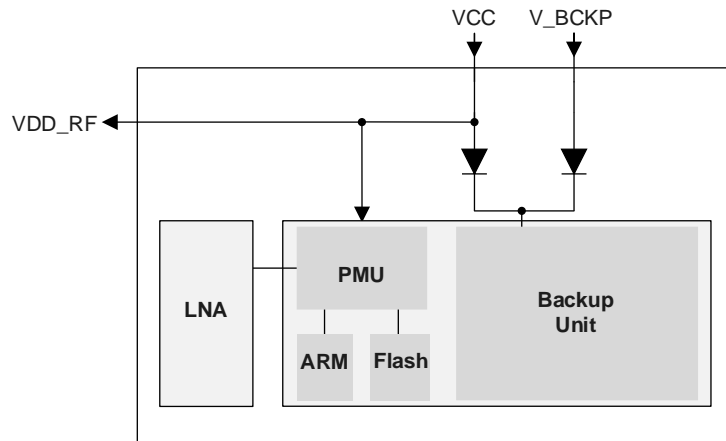 VCC V_BCKP
VDD_RF
LNA
PMU
ARM Flash
Backup
Unit